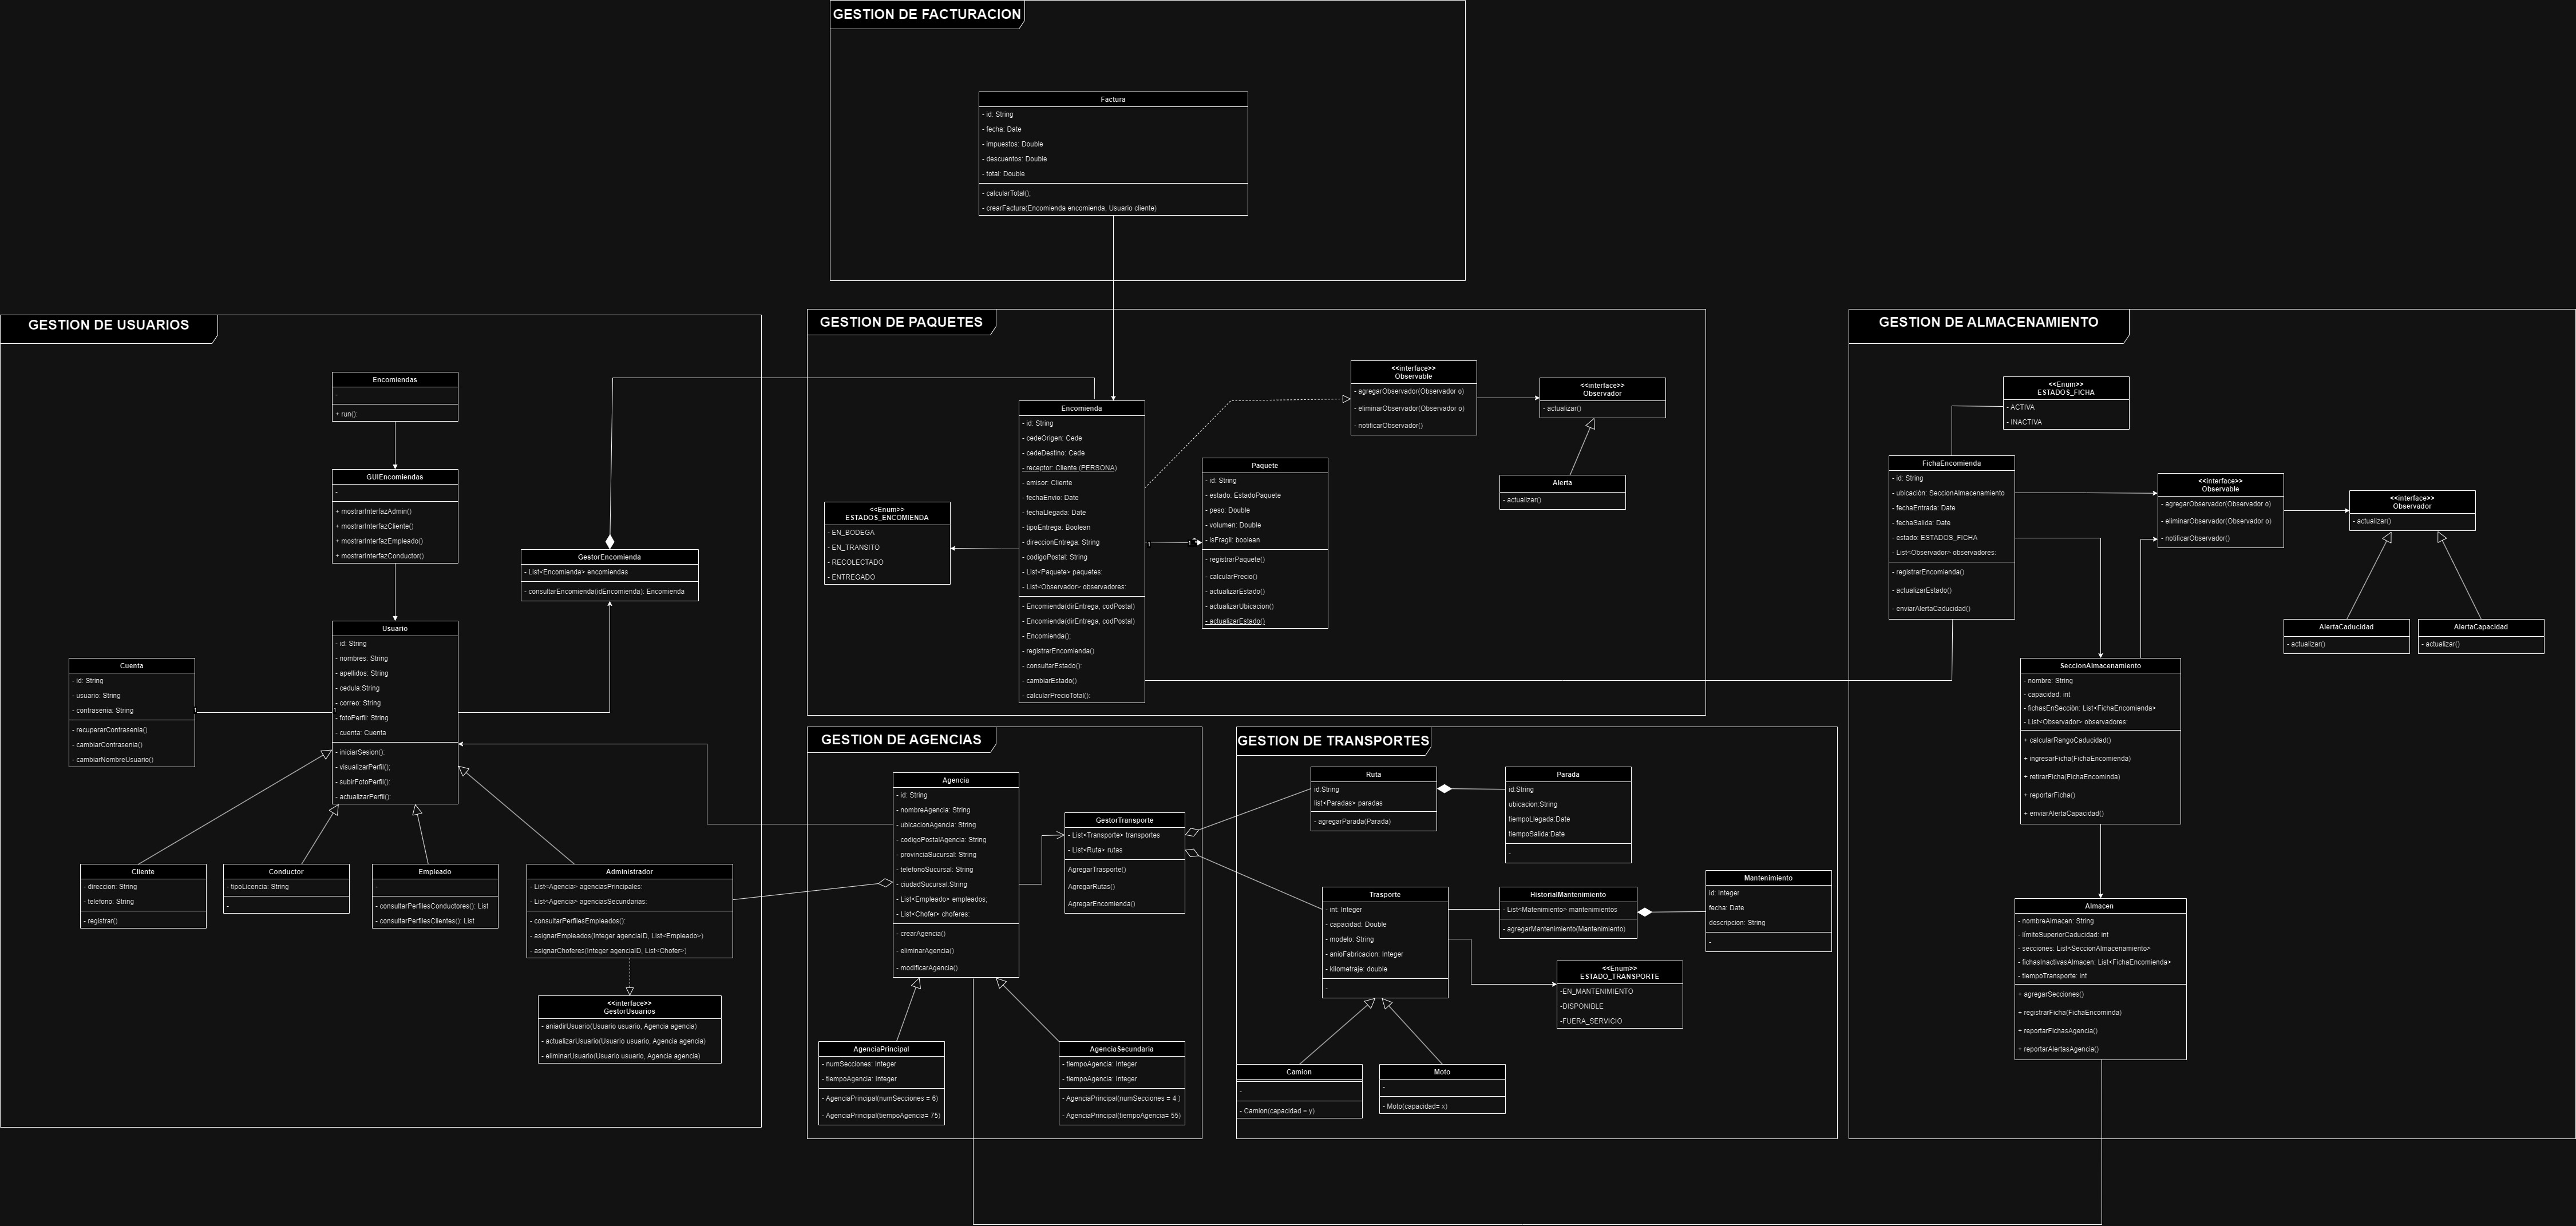 GESTION DE FACTURACION
Factura
- id: String
- fecha: Date
- impuestos: Double
- descuentos: Double
- total: Double
- calcularTotal();
- crearFactura(Encomienda encomienda, Usuario cliente)
GESTION DE USUARIOS
Encomiendas
-
+ run():
GUIEncomiendas
-
+ mostrarInterfazAdmin()
+ mostrarInterfazCliente()
+ mostrarInterfazEmpleado()
+ mostrarInterfazConductor()
GestorEncomienda
- List<Encomienda> encomiendas
- consultarEncomienda(idEncomienda): Encomienda
Usuario
- id: String
- nombres: String
- apellidos: String
- cedula:String
- correo: String
- fotoPerfil: String
- cuenta: Cuenta
- iniciarSesion():
- visualizarPerfil();
- subirFotoPerfil();
- actualizarPerfil():
Cuenta
- id: String
- usuario: String
- contrasenia: String
- recuperarContrasenia()
- cambiarContrasenia()
- cambiarNombreUsuario()
1
1
Cliente
- direccion: String
- telefono: String
- registrar()
Conductor
- tipoLicencia: String
-
Empleado
-
- consultarPerfilesConductores(): List
- consultarPerfilesClientes(): List
Administrador
- List<Agencia> agenciasPrincipales:
- List<Agencia> agenciasSecundarias:
- consultarPerfilesEmpleados():
- asignarEmpleados(Integer agenciaID, List<Empleado>)
- asignarChoferes(Integer agenciaID, List<Chofer>)
<<interface>>
GestorUsuarios
- aniadirUsuario(Usuario usuario, Agencia agencia)
- actualizarUsuario(Usuario usuario, Agencia agencia)
- eliminarUsuario(Usuario usuario, Agencia agencia)
GESTION DE PAQUETES
<<Enum>>
ESTADOS_ENCOMIENDA
- EN_BODEGA
- EN_TRANSITO
- RECOLECTADO
- ENTREGADO
Encomienda
- id: String
- cedeOrigen: Cede
- cedeDestino: Cede
- receptor: Cliente (PERSONA)
- emisor: Cliente
- fechaEnvio: Date
- fechaLlegada: Date
- tipoEntrega: Boolean
- direccionEntrega: String
- codigoPostal: String
- List<Paquete> paquetes:
- List<Observador> observadores:
- Encomienda(dirEntrega, codPostal)
- Encomienda(dirEntrega, codPostal)
- Encomienda();
- registrarEncomienda()
- consultarEstado():
- cambiarEstado()
- calcularPrecioTotal():
1
Paquete
- id: String
- estado: EstadoPaquete
- peso: Double
- volumen: Double
- isFragil: boolean
- registrarPaquete()
- calcularPrecio()
- actualizarEstado()
- actualizarUbicacion()
- actualizarEstado()
<<interface>>
Observable
- agregarObservador(Observador o)
- eliminarObservador(Observador o)
- notificarObservador()
<<interface>>
Observador
- actualizar()
Alerta
- actualizar()
GESTION DE AGENCIAS
Agencia
- id: String
- nombreAgencia: String
- ubicacionAgencia: String
- codigoPostalAgencia: String
- provinciaSucursal: String
- telefonoSucursal: String
- ciudadSucursal:String
- List<Empleado> empleados;
- List<Chofer> choferes:
- crearAgencia()
- eliminarAgencia()
- modificarAgencia()
GestorTransporte
- List<Transporte> transportes
- List<Ruta> rutas
AgregarTrasporte()
AgregarRutas()
AgregarEncomienda()
AgenciaPrincipal
- numSecciones: Integer
- tiempoAgencia: Integer
- AgenciaPrincipal(numSecciones = 6)
- AgenciaPrincipal(tiempoAgencia= 75)
AgenciaSecundaria
- tiempoAgencia: Integer
- tiempoAgencia: Integer
- AgenciaPrincipal(numSecciones = 4 )
- AgenciaPrincipal(tiempoAgencia= 55)
GESTION DE TRANSPORTES
Ruta
id:String
list<Paradas> paradas
- agregarParada(Parada)
Parada
id:String
ubicacion:String
tiempoLlegada:Date
tiempoSalida:Date
-
Trasporte
- int: Integer
- capacidad: Double
- modelo: String
- anioFabricacion: Integer
- kilometraje: double
-
HistorialMantenimiento
- List<Matenimiento> mantenimientos
- agregarMantenimiento(Mantenimiento)
Mantenimiento
id: Integer
fecha: Date
descripcion: String
-
<<Enum>>
ESTADO_TRANSPORTE
-EN_MANTENIMIENTO
-DISPONIBLE
-FUERA_SERVICIO
Camion
-
- Camion(capacidad = y)
Moto
-
- Moto(capacidad= x)
GESTION DE ALMACENAMIENTO
<<Enum>>
ESTADOS_FICHA
- ACTIVA
- INACTIVA
FichaEncomienda
- id: String
- ubicación: SeccionAlmacenamiento
- fechaEntrada: Date
- fechaSalida: Date
- estado: ESTADOS_FICHA
- List<Observador> observadores:
- registrarEncomienda()
- actualizarEstado()
- enviarAlertaCaducidad()
<<interface>>
Observable
- agregarObservador(Observador o)
- eliminarObservador(Observador o)
- notificarObservador()
<<interface>>
Observador
- actualizar()
AlertaCaducidad
- actualizar()
AlertaCapacidad
- actualizar()
SeccionAlmacenamiento
- nombre: String
- capacidad: int
- fichasEnSección: List<FichaEncomienda>
- List<Observador> observadores:
+ calcularRangoCaducidad()
+ ingresarFicha(FichaEncomienda)
+ retirarFicha(FichaEncominda)
+ reportarFicha()
+ enviarAlertaCapacidad()
Almacen
- nombreAlmacen: String
- límiteSuperiorCaducidad: int
- secciones: List<SeccionAlmacenamiento>
- fichasInactivasAlmacen: List<FichaEncomienda>
- tiempoTransporte: int
+ agregarSecciones()
+ registrarFicha(FichaEncominda)
+ reportarFichasAgencia()
+ reportarAlertasAgencia()